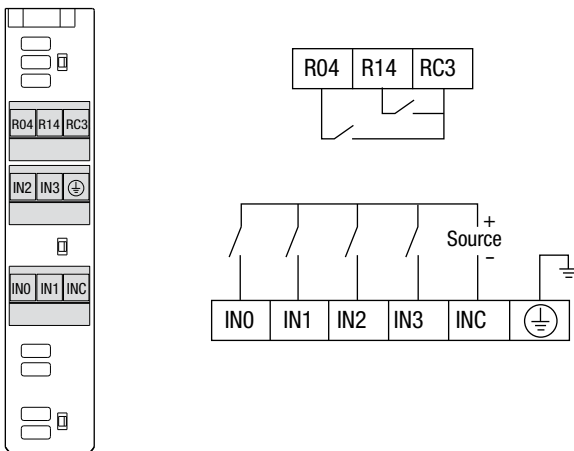 R04 R14 RC3
IN2 IN3
IN0 IN1 INC
R04 R14 RC3
+
Source
–
IN0 IN1 IN2 IN3 INC